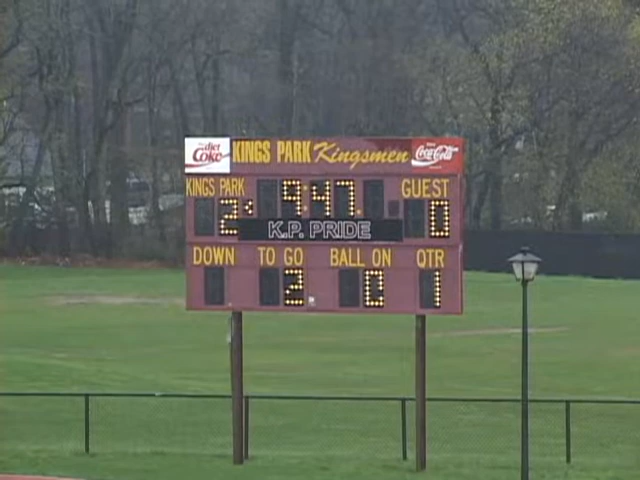 diet Coke KINGS PARK Kingsmen Coca-Cola
KINGS PARK 9:47 GUEST
2 0
K.P. PRIDE
DOWN TO GO BALL ON QTR
2 0 1